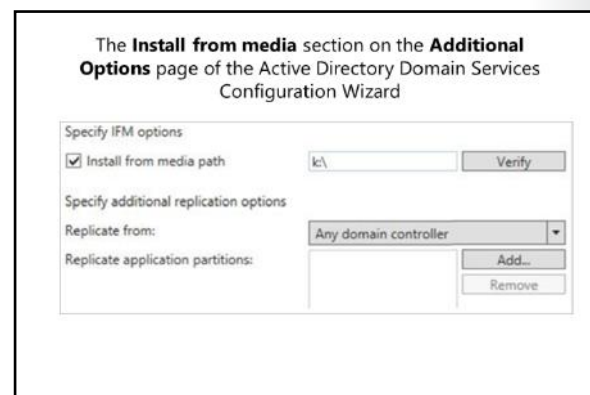 The Install from media section on the Additional
Options page of the Active Directory Domain Services
Configuration Wizard
Specify IFM options
Install from media path k:\ Verify
Specify additional replication options
Replicate from: Any domain controller
Replicate application partitions: Add...
Remove